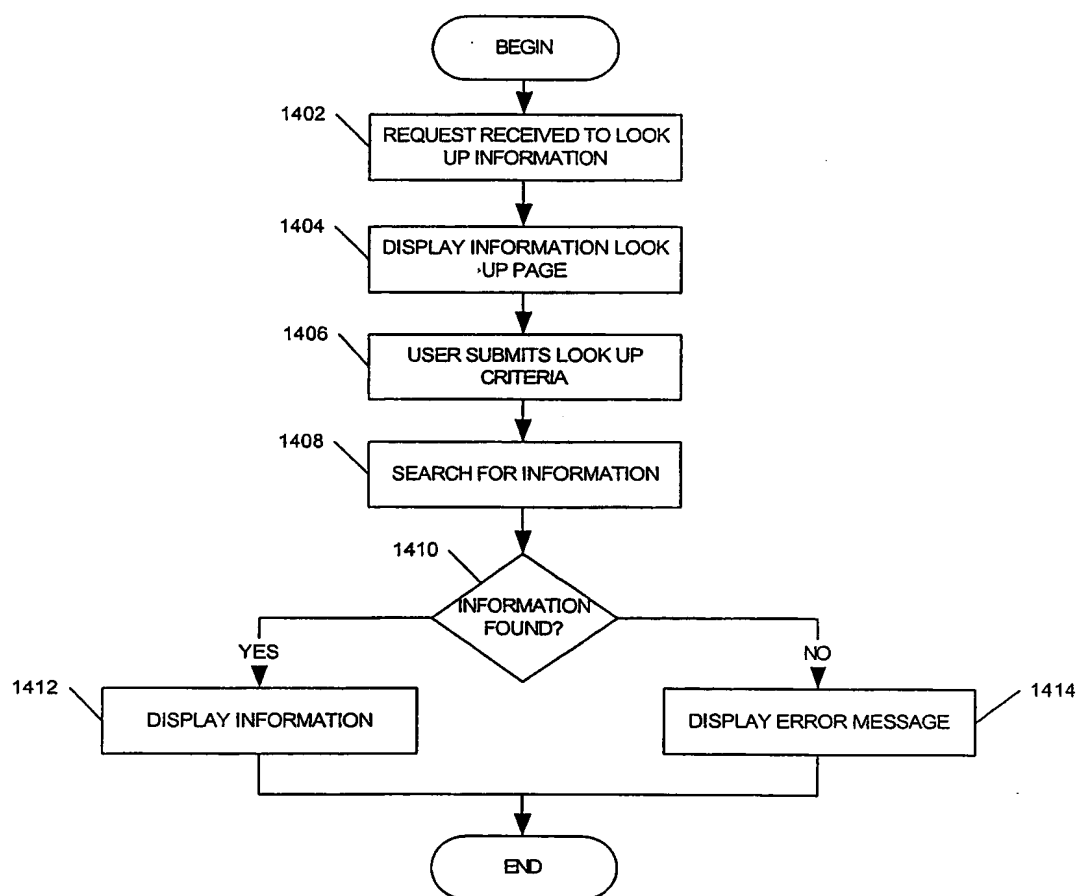 BEGIN
1402
REQUEST RECEIVED TO LOOK
UP INFORMATION
1404
DISPLAY INFORMATION LOOK
UP PAGE
1406
USER SUBMITS LOOK UP
CRITERIA
1408
SEARCH FOR INFORMATION
1410
INFORMATION
FOUND?
YES
NO
1412
DISPLAY INFORMATION
DISPLAY ERROR MESSAGE
1414
END